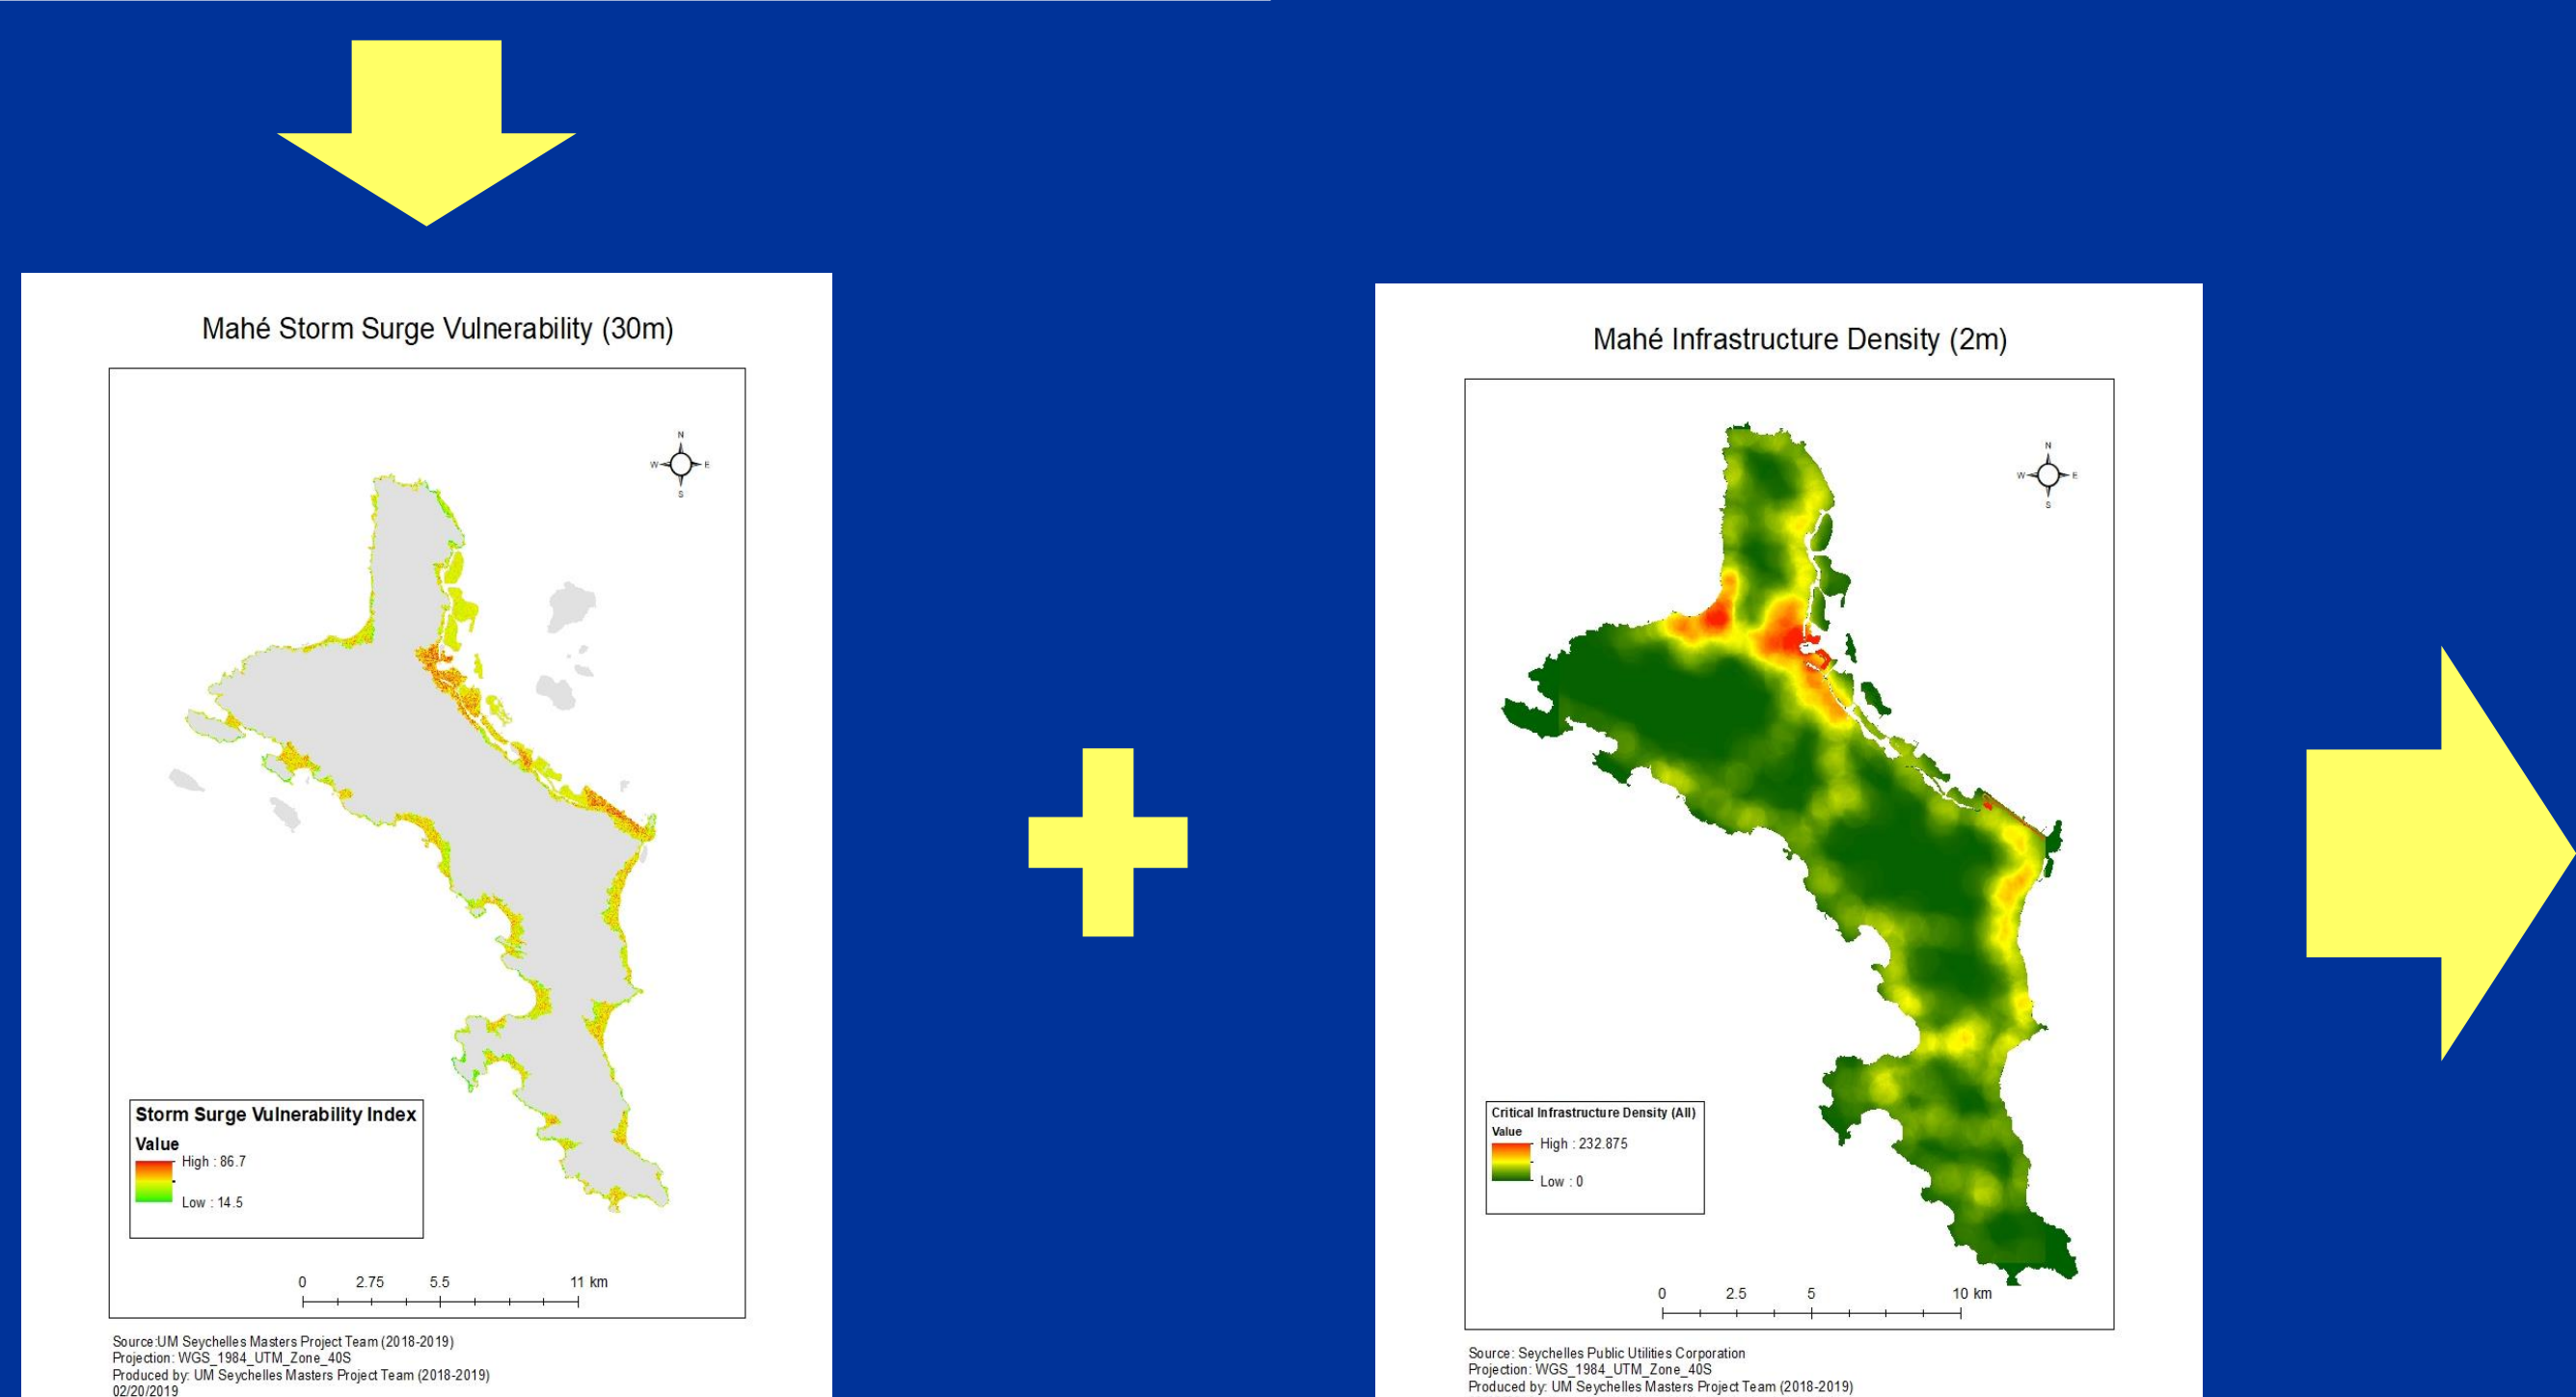 Mahé Storm Surge Vulnerability (30m)
N
W E
S
Storm Surge Vulnerability Index
Value
High : 86.7
Low : 14.5
0 2.75 5.5 11 km
Source:UM Seychelles Masters Project Team (2018-2019)
Projection: WGS_1984_UTM_Zone_40S
Produced by: UM Seychelles Masters Project Team (2018-2019)
02/20/2019
Mahé Infrastructure Density (2m)
N
W E
S
Critical Infrastructure Density (All)
Value
High : 232.875
Low : 0
0 2.5 5 10 km
Source: Seychelles Public Utilities Corporation
Projection: WGS_1984_UTM_Zone_40S
Produced by: UM Seychelles Masters Project Team (2018-2019)